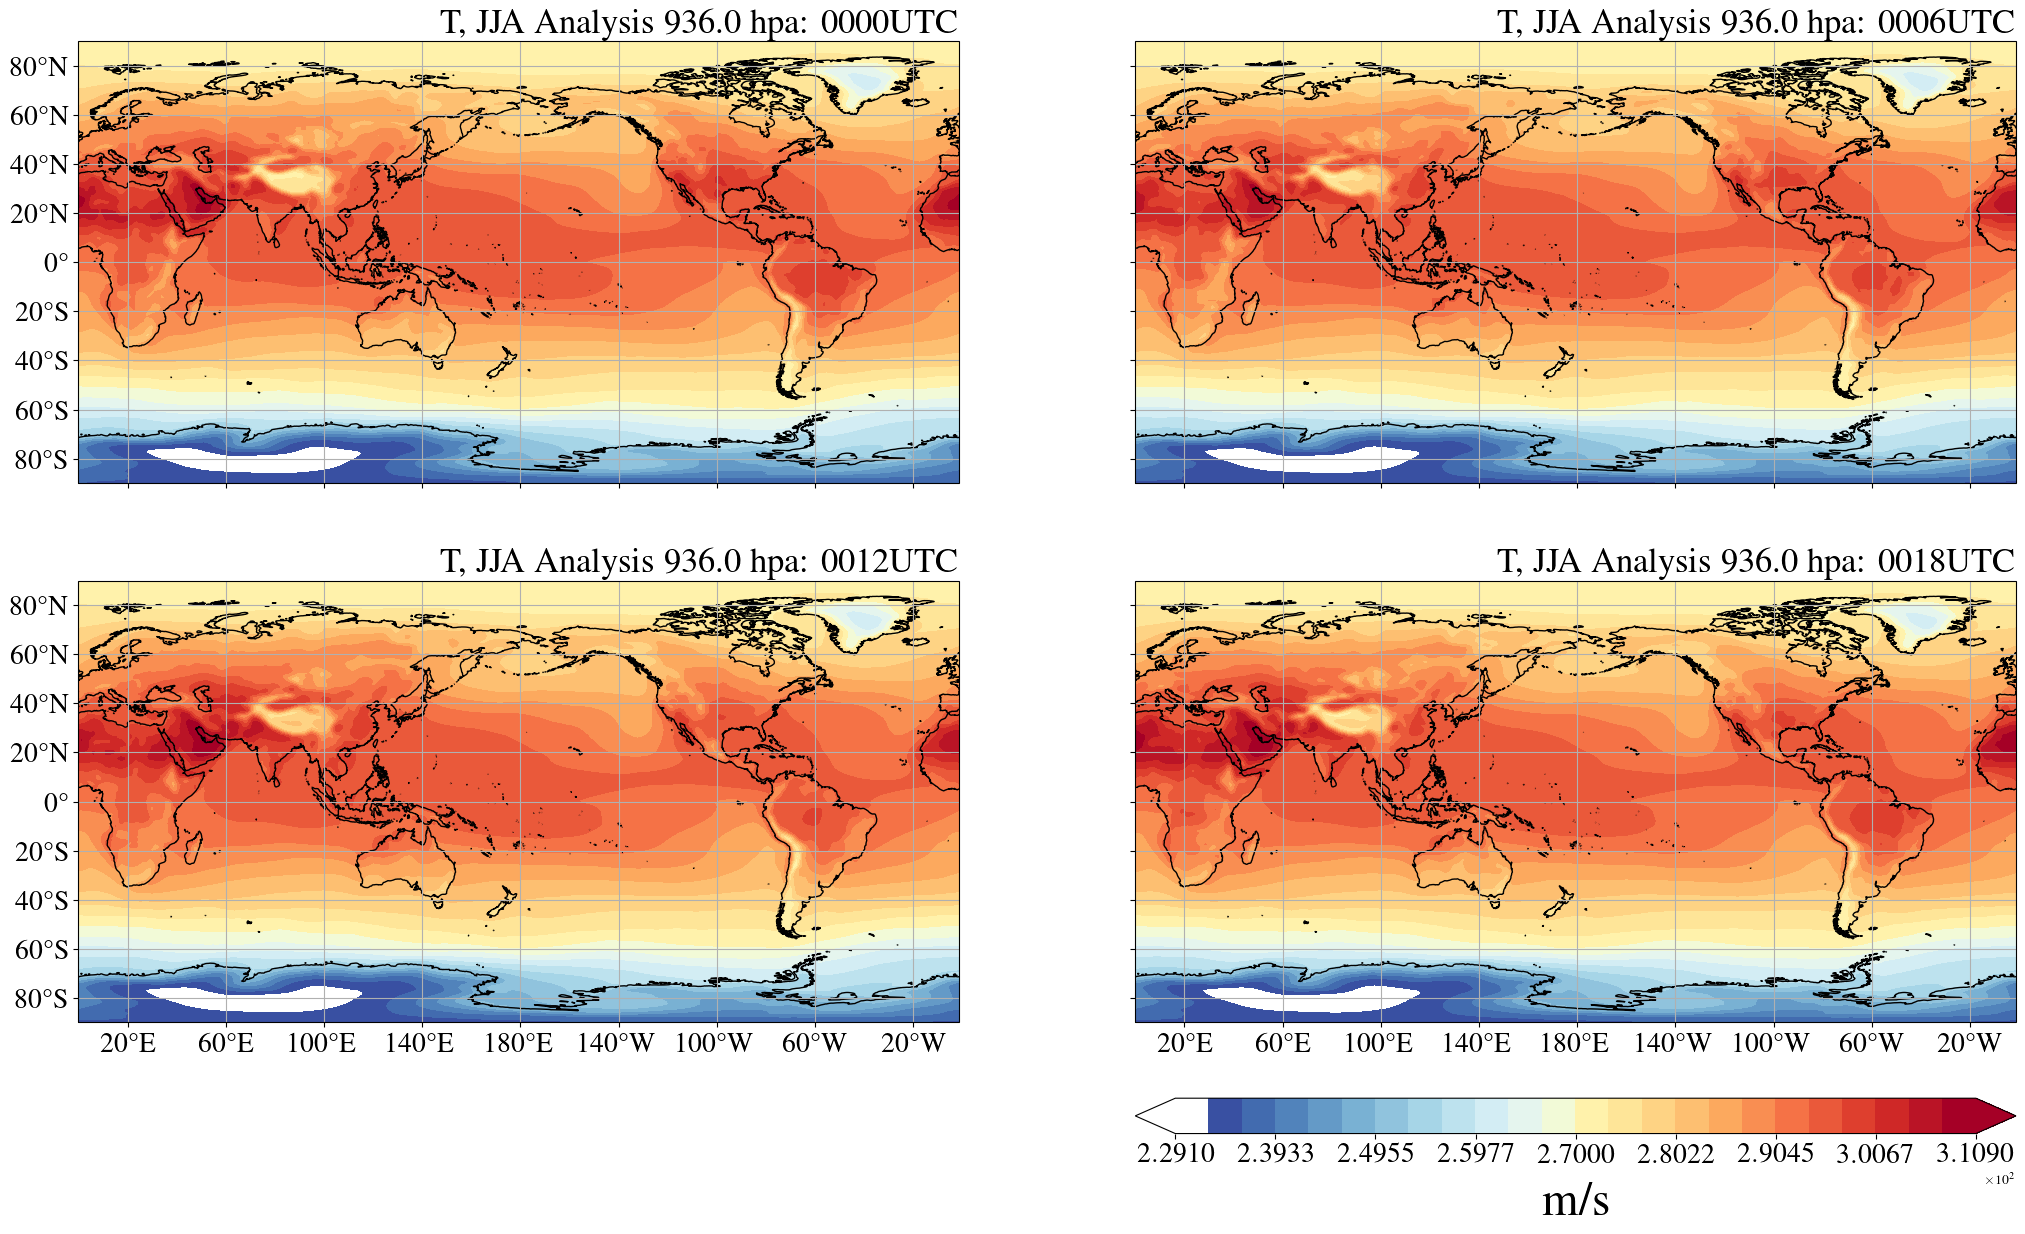 T, JJA Analysis 936.0 hpa: 0000UTC
T, JJA Analysis 936.0 hpa: 0006UTC
80°N
60°N
40°N
20°N
0°
20°S
40°S
60°S
80°S
T, JJA Analysis 936.0 hpa: 0012UTC
T, JJA Analysis 936.0 hpa: 0018UTC
80°N
60°N
40°N
20°N
0°
20°S
40°S
60°S
80°S
20°E 60°E 100°E 140°E 180°E 140°W 100°W 60°W 20°W
20°E 60°E 100°E 140°E 180°E 140°W 100°W 60°W 20°W
2.2910 2.3933 2.4955 2.5977 2.7000 2.8022 2.9045 3.0067 3.1090
×10²
m/s